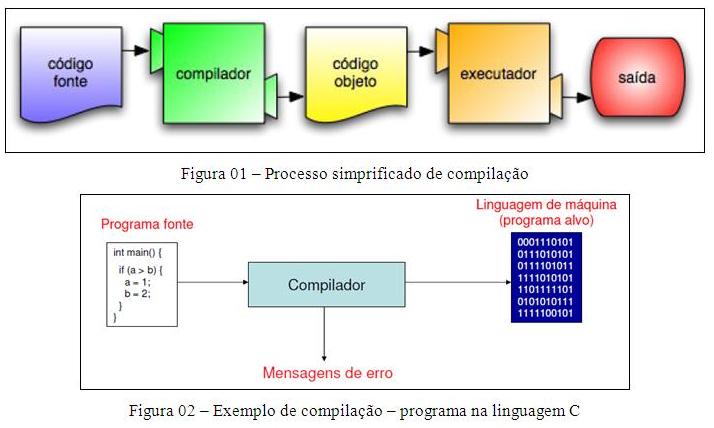 código
fonte
compilador
código
objeto
executador
saída
Figura 01 – Processo simprificado de compilação
Programa fonte
int main() {
if (a > b) {
a = 1;
b = 2;
}
}
Compilador
Mensagens de erro
Linguagem de máquina
(programa alvo)
0001110101
0111010101
0111101011
1111010101
1101111101
0101010111
1111100101
Figura 02 – Exemplo de compilação – programa na linguagem C